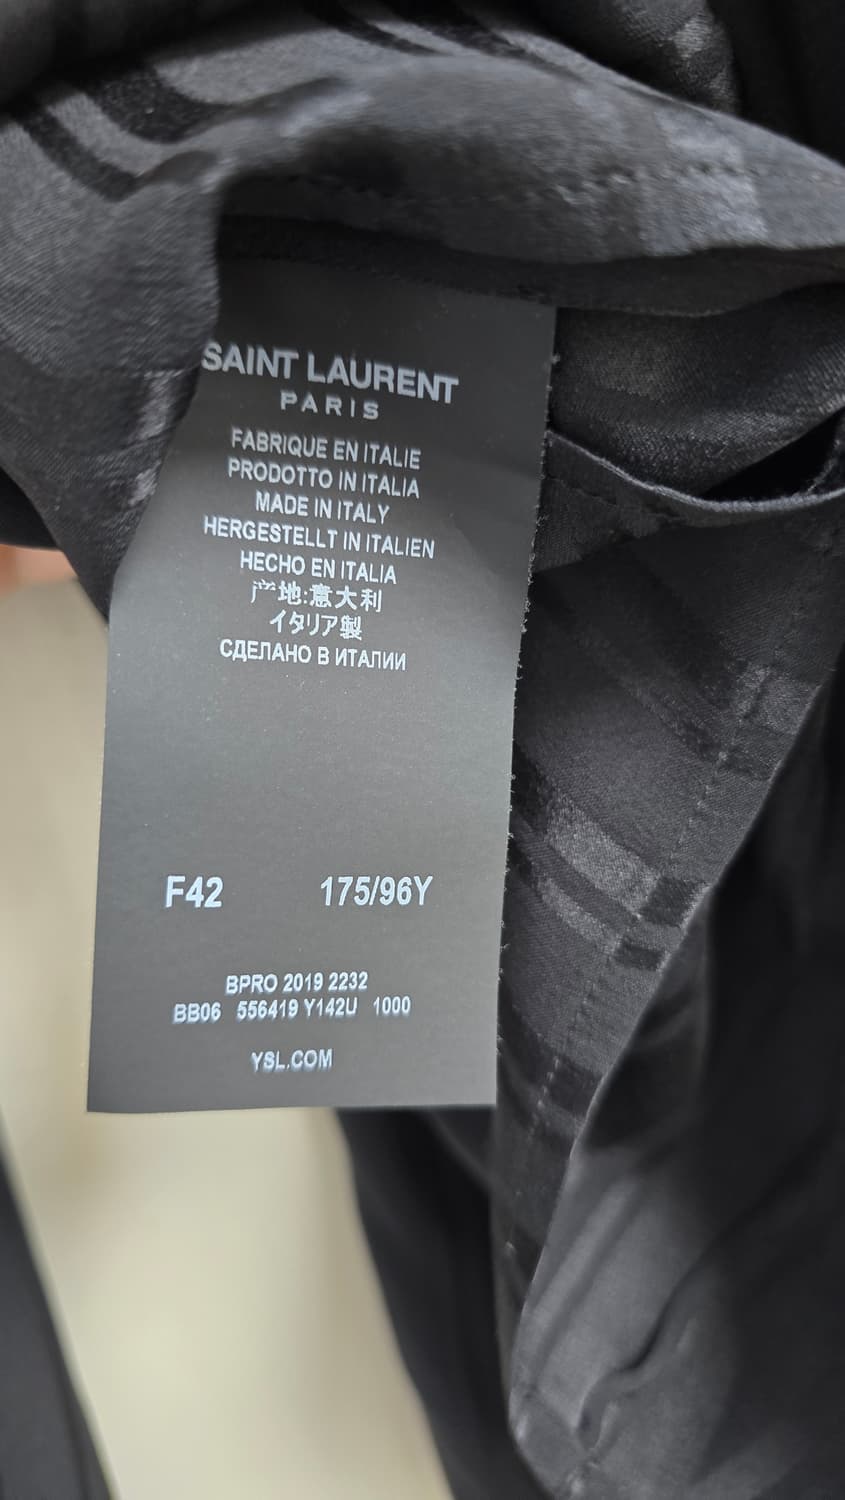 SAINT LAURENT
PARIS
FABRIQUE EN ITALIE
PRODOTTO IN ITALIA
MADE IN ITALY
HERGESTELLT IN ITALIEN
HECHO EN ITALIA
产地:意大利
イタリア製
СДЕЛАНО В ИТАЛИИ
F42 175/96Y
BPRO 2019 2232
BB06 556419 Y142U 1000
YSL.COM